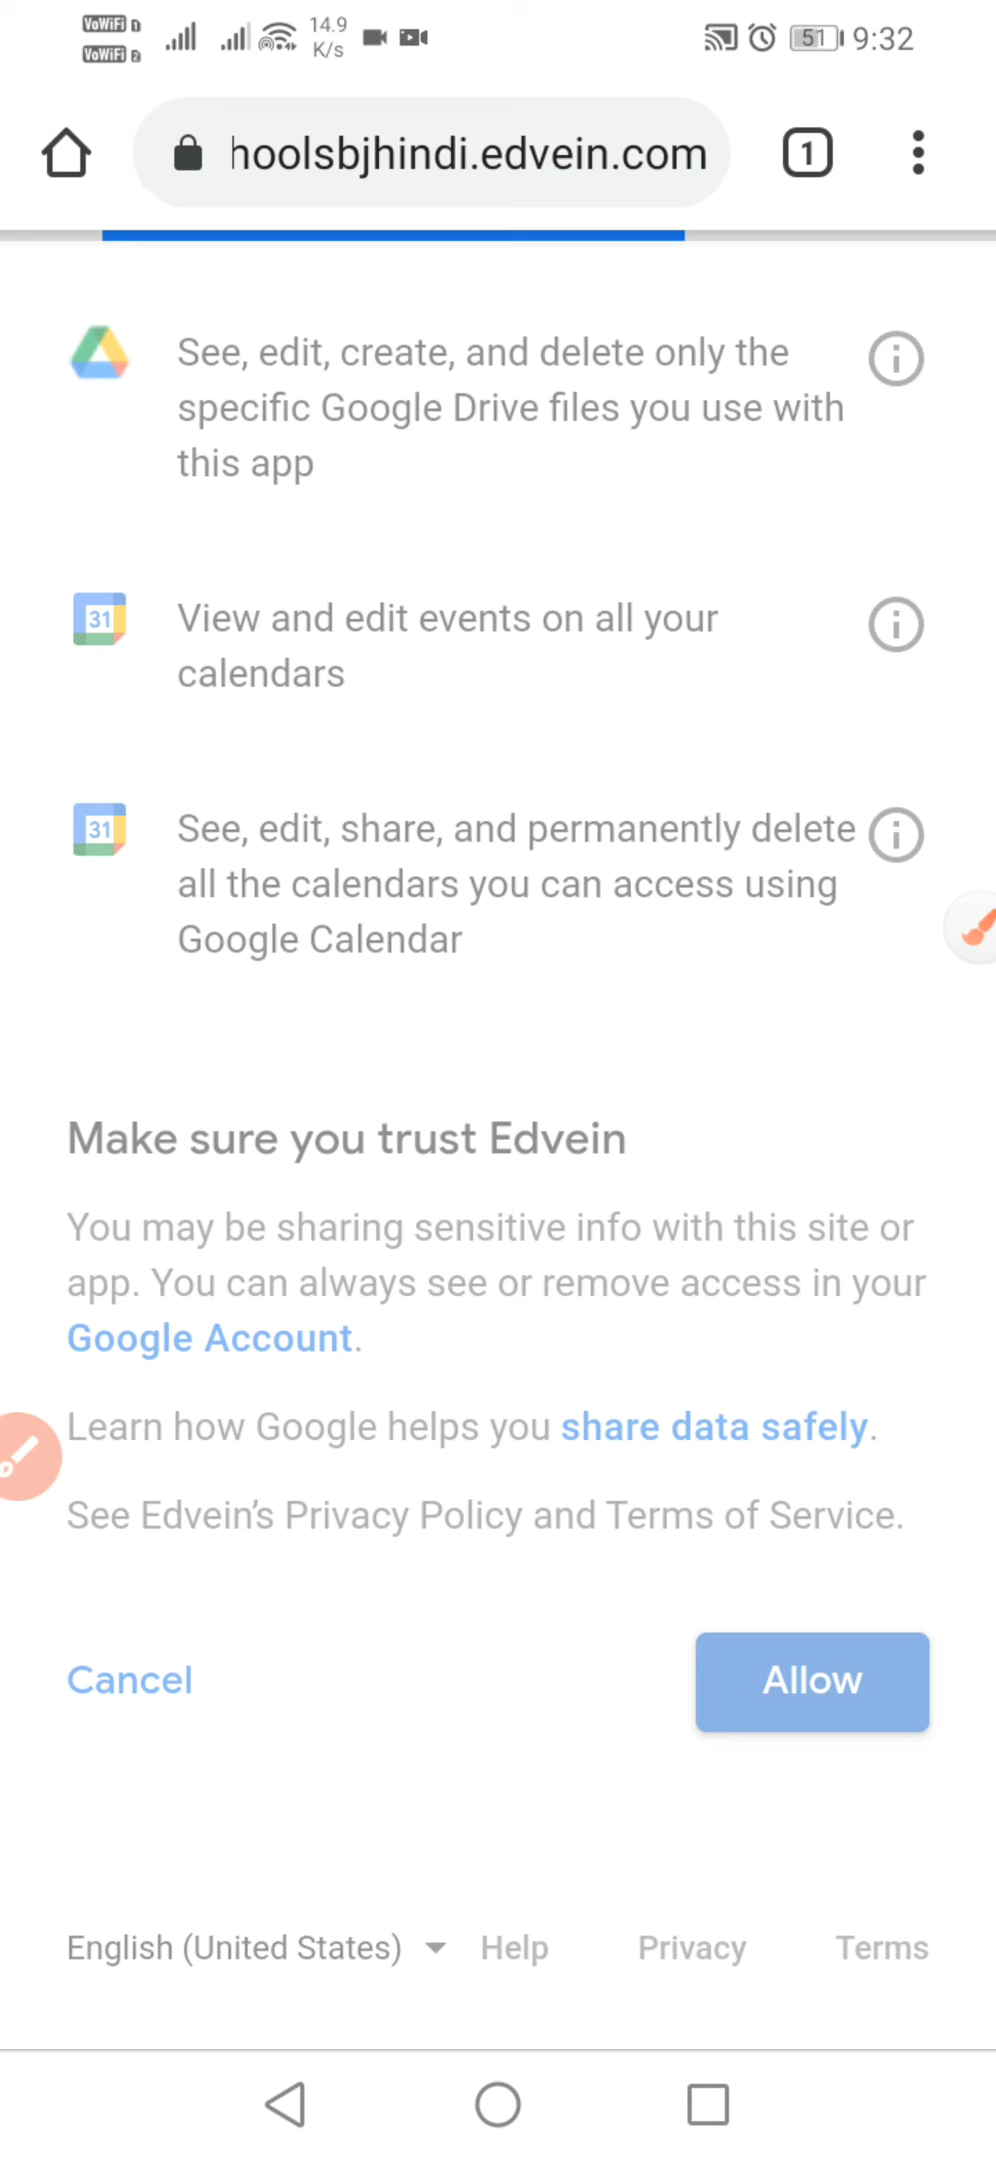 VoWiFi 1
VoWiFi 2
14.9
K/s
51
9:32
hoolsbjhindi.edvein.com
1
See, edit, create, and delete only the
specific Google Drive files you use with
this app
31
View and edit events on all your
calendars
31
See, edit, share, and permanently delete
all the calendars you can access using
Google Calendar
Make sure you trust Edvein
You may be sharing sensitive info with this site or
app. You can always see or remove access in your
Google Account.
Learn how Google helps you share data safely.
See Edvein's Privacy Policy and Terms of Service.
Cancel
Allow
English (United States)
Help
Privacy
Terms